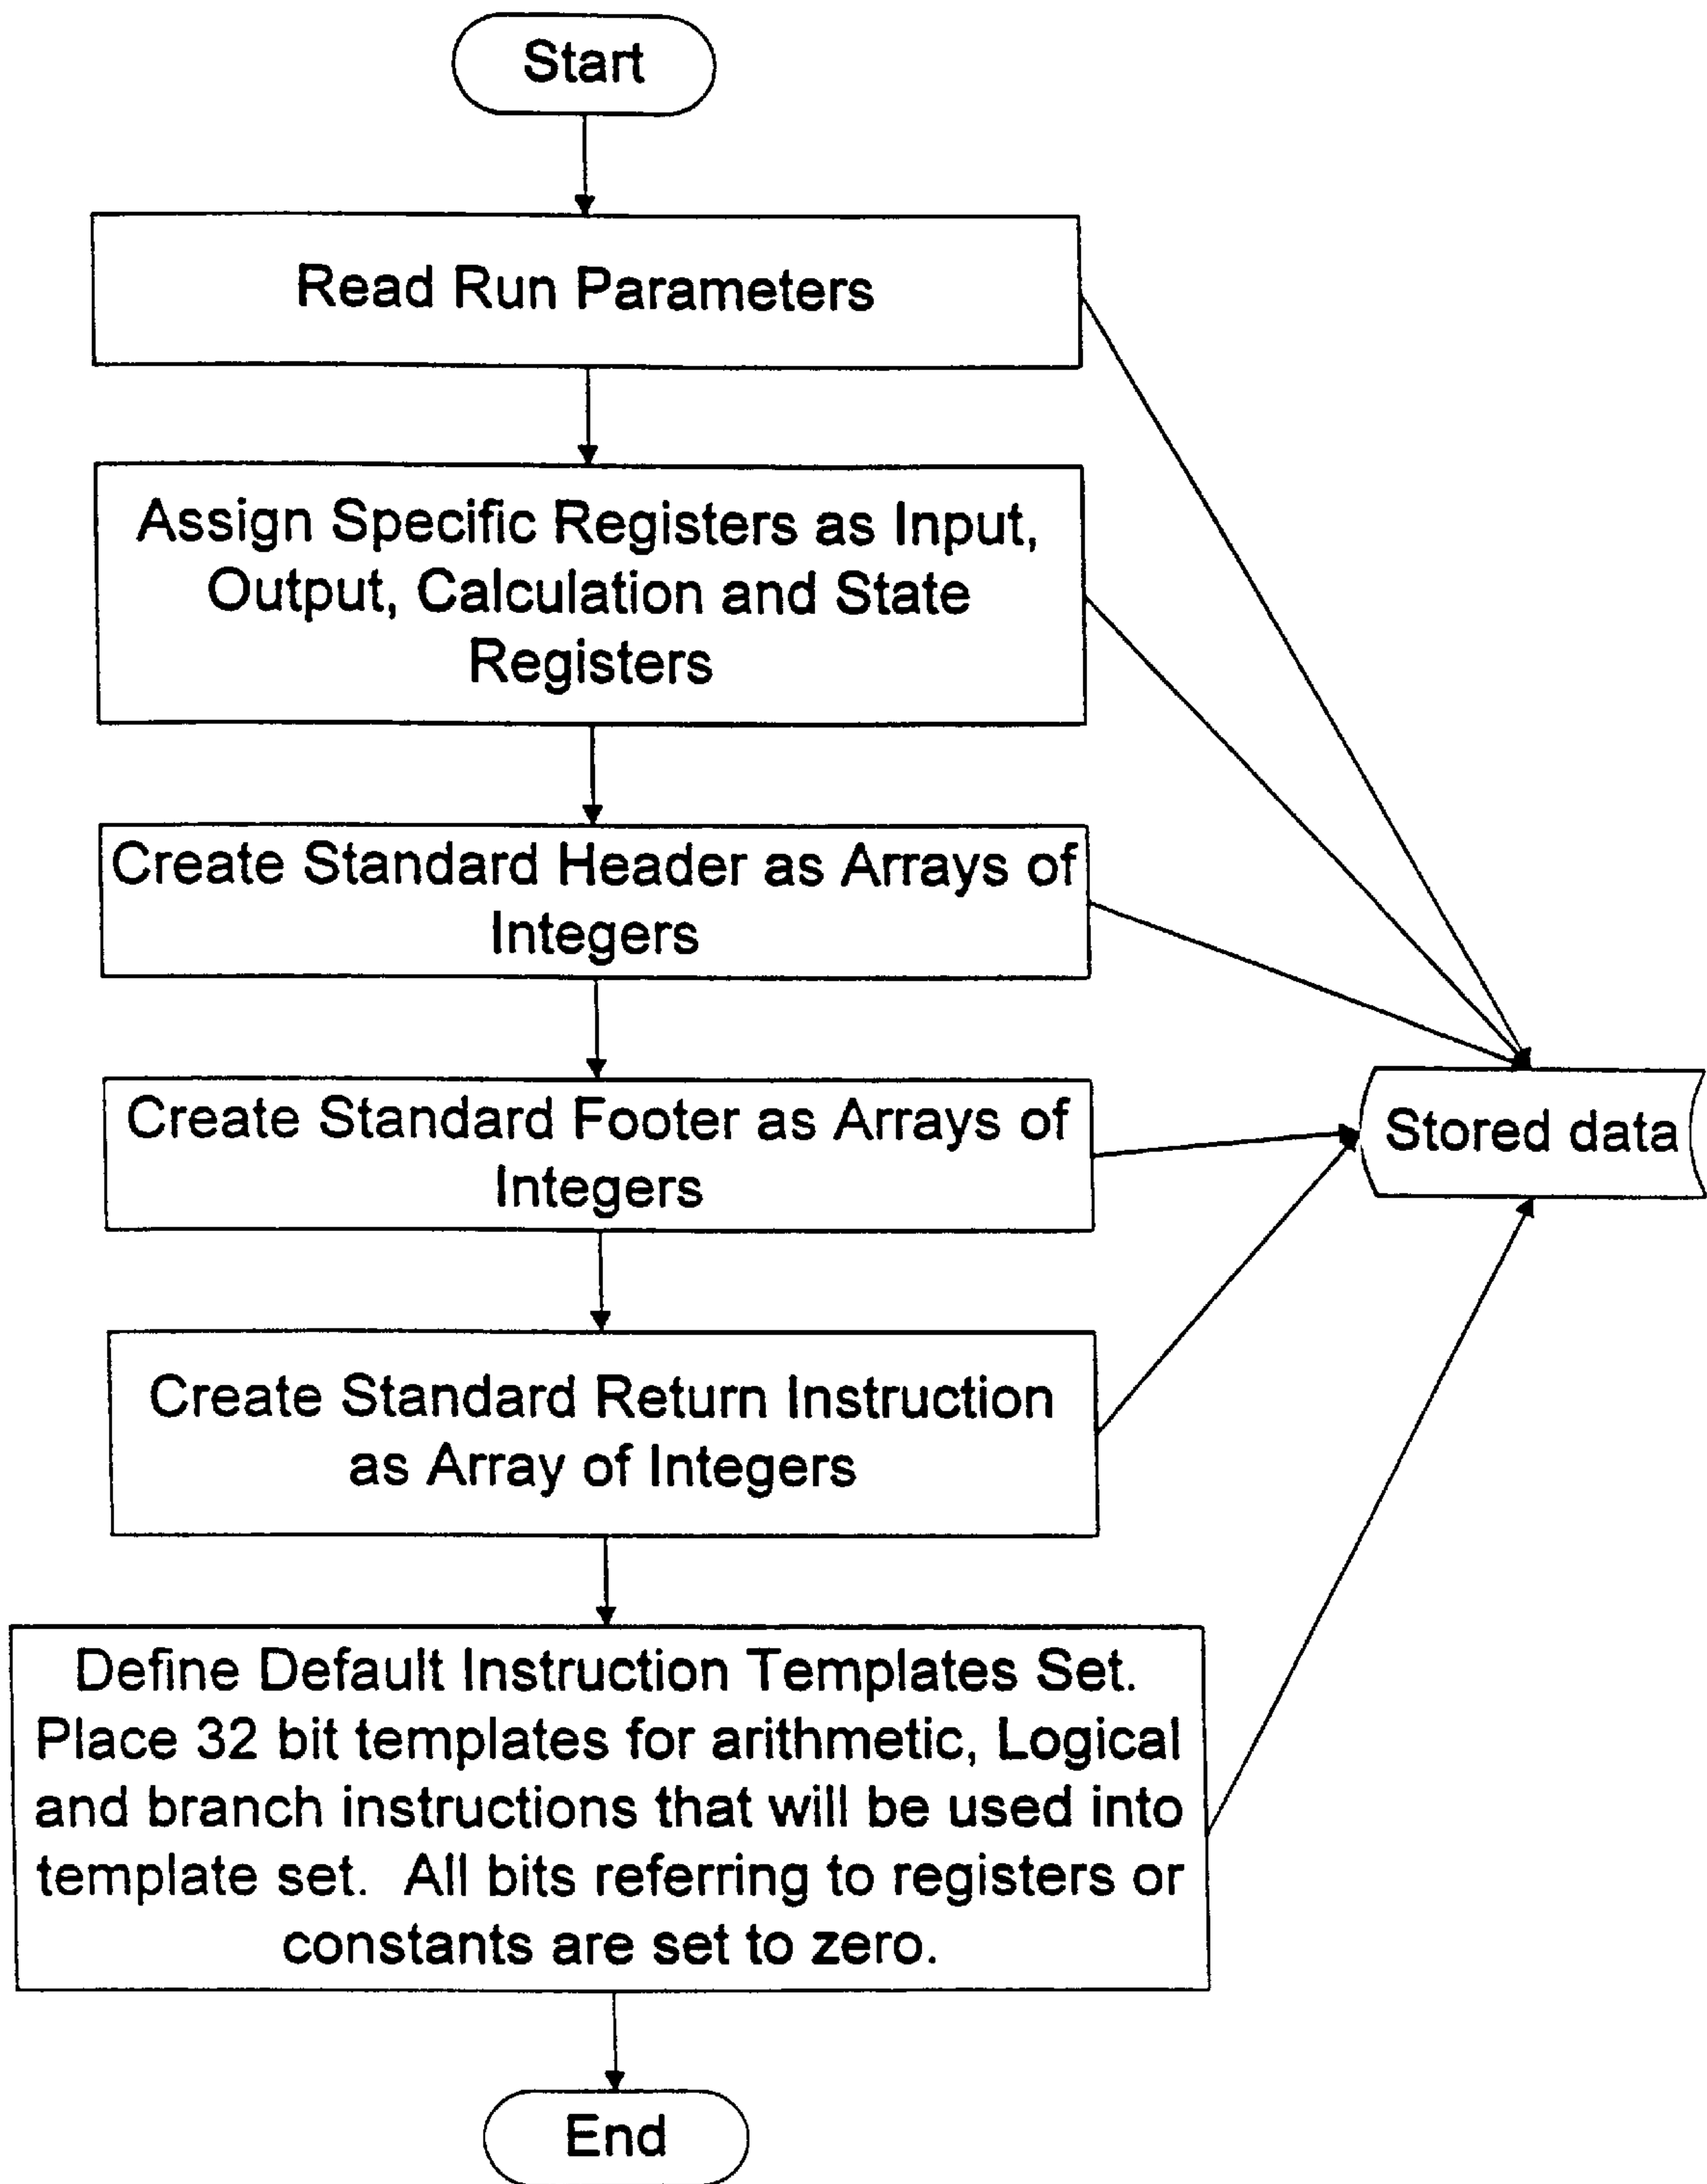 Start
Read Run Parameters
Assign Specific Registers as Input,
Output, Calculation and State
Registers
Create Standard Header as Arrays of
Integers
Create Standard Footer as Arrays of
Integers
Stored data
Create Standard Return Instruction
as Array of Integers
Define Default Instruction Templates Set.
Place 32 bit templates for arithmetic, Logical
and branch instructions that will be used into
template set. All bits referring to registers or
constants are set to zero.
End